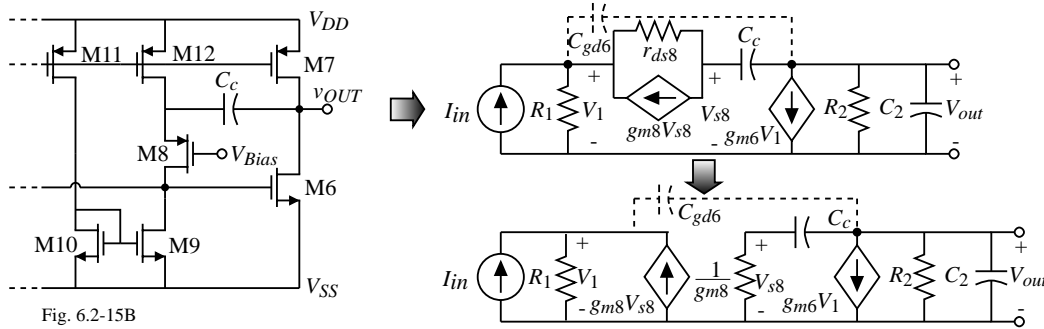 V_DD
M11
M12
M7
C_c
v_OUT
M8
V_Bias
M6
M10
M9
V_SS
Fig. 6.2-15B
C_gd6
r_ds8
C_c
I_in
R_1
+
V_1
-
g_m8V_s8
+
V_s8
-
g_m6V_1
R_2
C_2
+
V_out
-
C_gd6
C_c
I_in
R_1
+
V_1
-
g_m8V_s8
1
g_m8
+
V_s8
-
g_m6V_1
R_2
C_2
+
V_out
-